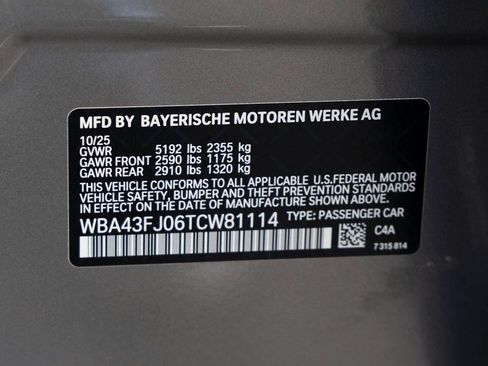 MFD BY BAYERISCHE MOTOREN WERKE AG
10/25
GVWR 5192 lbs 2355 kg
GAWR FRONT 2590 lbs 1175 kg
GAWR REAR 2910 lbs 1320 kg
THIS VEHICLE CONFORMS TO ALL APPLICABLE U.S.FEDERAL MOTOR
VEHICLE SAFETY, BUMPER AND THEFT PREVENTION STANDARDS
IN EFFECT ON THE DATE OF MANUFACTURE SHOWN ABOVE.
WBA43FJ06TCW81114 TYPE: PASSENGER CAR
C4A
7 315 814